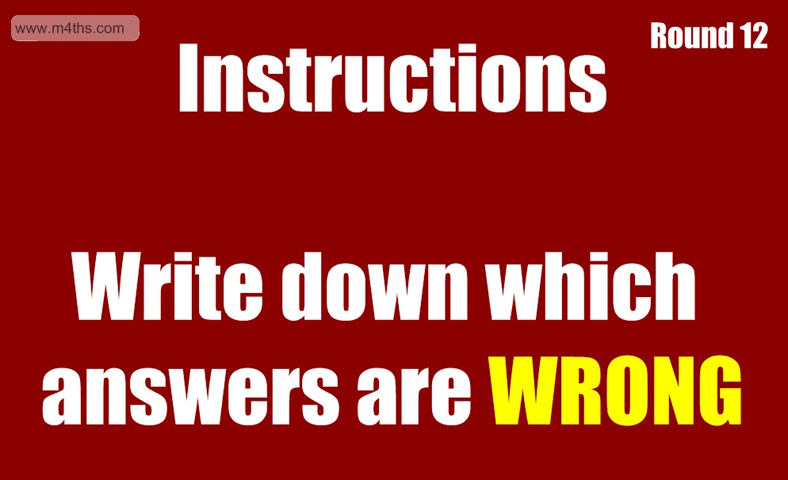 www.m4ths.com
Round 12
Instructions
Write down which
answers are WRONG